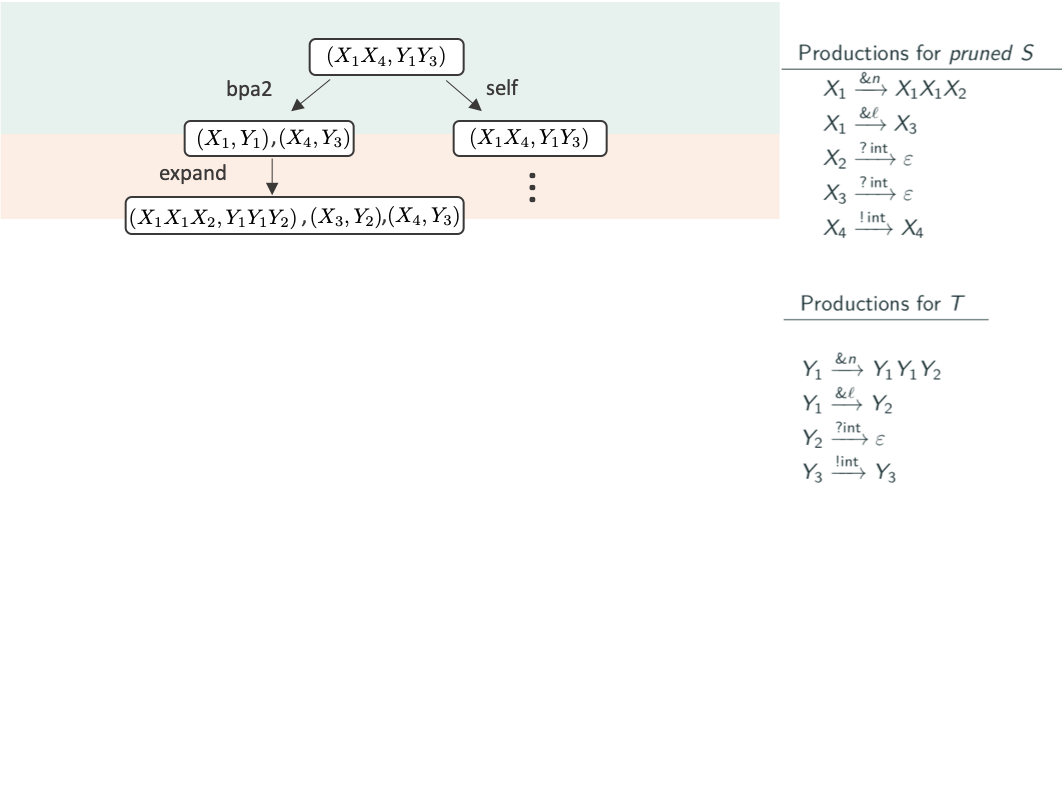 (X₁X₄, Y₁Y₃)
bpa2 self
(X₁, Y₁),(X₄, Y₃) (X₁X₄, Y₁Y₃)
expand
(X₁X₁X₂, Y₁Y₁Y₂) , (X₃, Y₂),(X₄, Y₃)
Productions for pruned S
X₁ —&n→ X₁X₁X₂
X₁ —&ℓ→ X₃
X₂ —? int→ ε
X₃ —? int→ ε
X₄ —! int→ X₄
Productions for T
Y₁ —&n→ Y₁Y₁Y₂
Y₁ —&ℓ→ Y₂
Y₂ —?int→ ε
Y₃ —!int→ Y₃